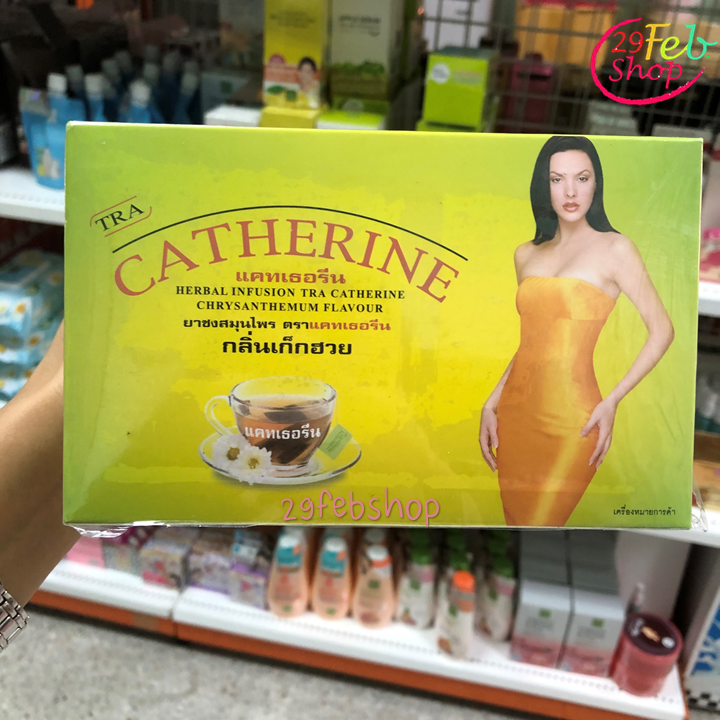 29Feb
Shop
TRA
CATHERINE
แคทเธอรีน
HERBAL INFUSION TRA CATHERINE
CHRYSANTHEMUM FLAVOUR
ยาชงสมุนไพร ตราแคทเธอรีน
กลิ่นเก็กฮวย
แคทเธอรีน
29febshop
เครื่องหมายการค้า